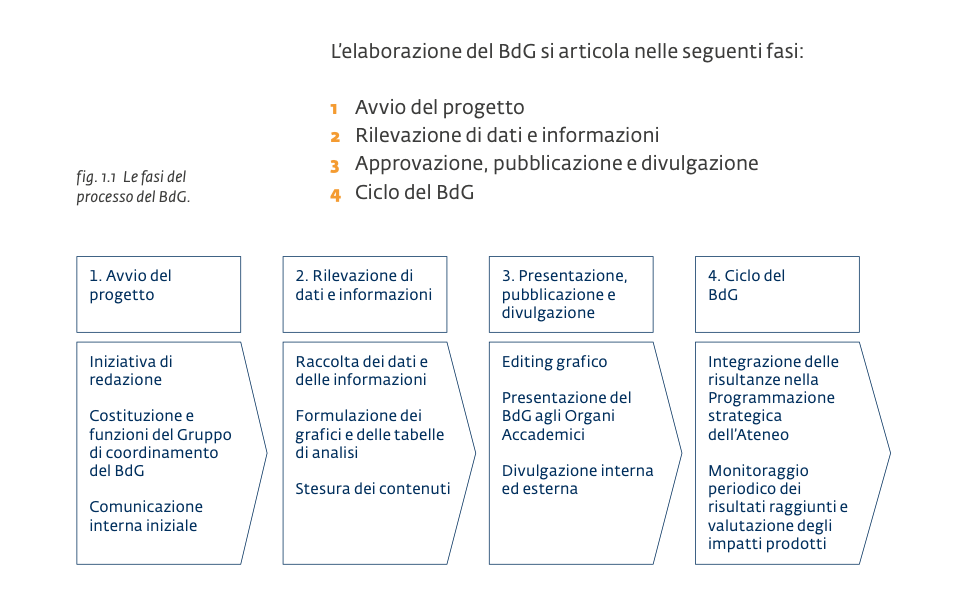 L'elaborazione del BdG si articola nelle seguenti fasi:
1 Avvio del progetto
2 Rilevazione di dati e informazioni
3 Approvazione, pubblicazione e divulgazione
4 Ciclo del BdG
fig. 1.1 Le fasi del
processo del BdG.
1. Avvio del
progetto
Iniziativa di
redazione
Costituzione e
funzioni del Gruppo
di coordinamento
del BdG
Comunicazione
interna iniziale
2. Rilevazione di
dati e informazioni
Raccolta dei dati e
delle informazioni
Formulazione dei
grafici e delle tabelle
di analisi
Stesura dei contenuti
3. Presentazione,
pubblicazione e
divulgazione
Editing grafico
Presentazione del
BdG agli Organi
Accademici
Divulgazione interna
ed esterna
4. Ciclo del
BdG
Integrazione delle
risultanze nella
Programmazione
strategica
dell'Ateneo
Monitoraggio
periodico dei
risultati raggiunti e
valutazione degli
impatti prodotti